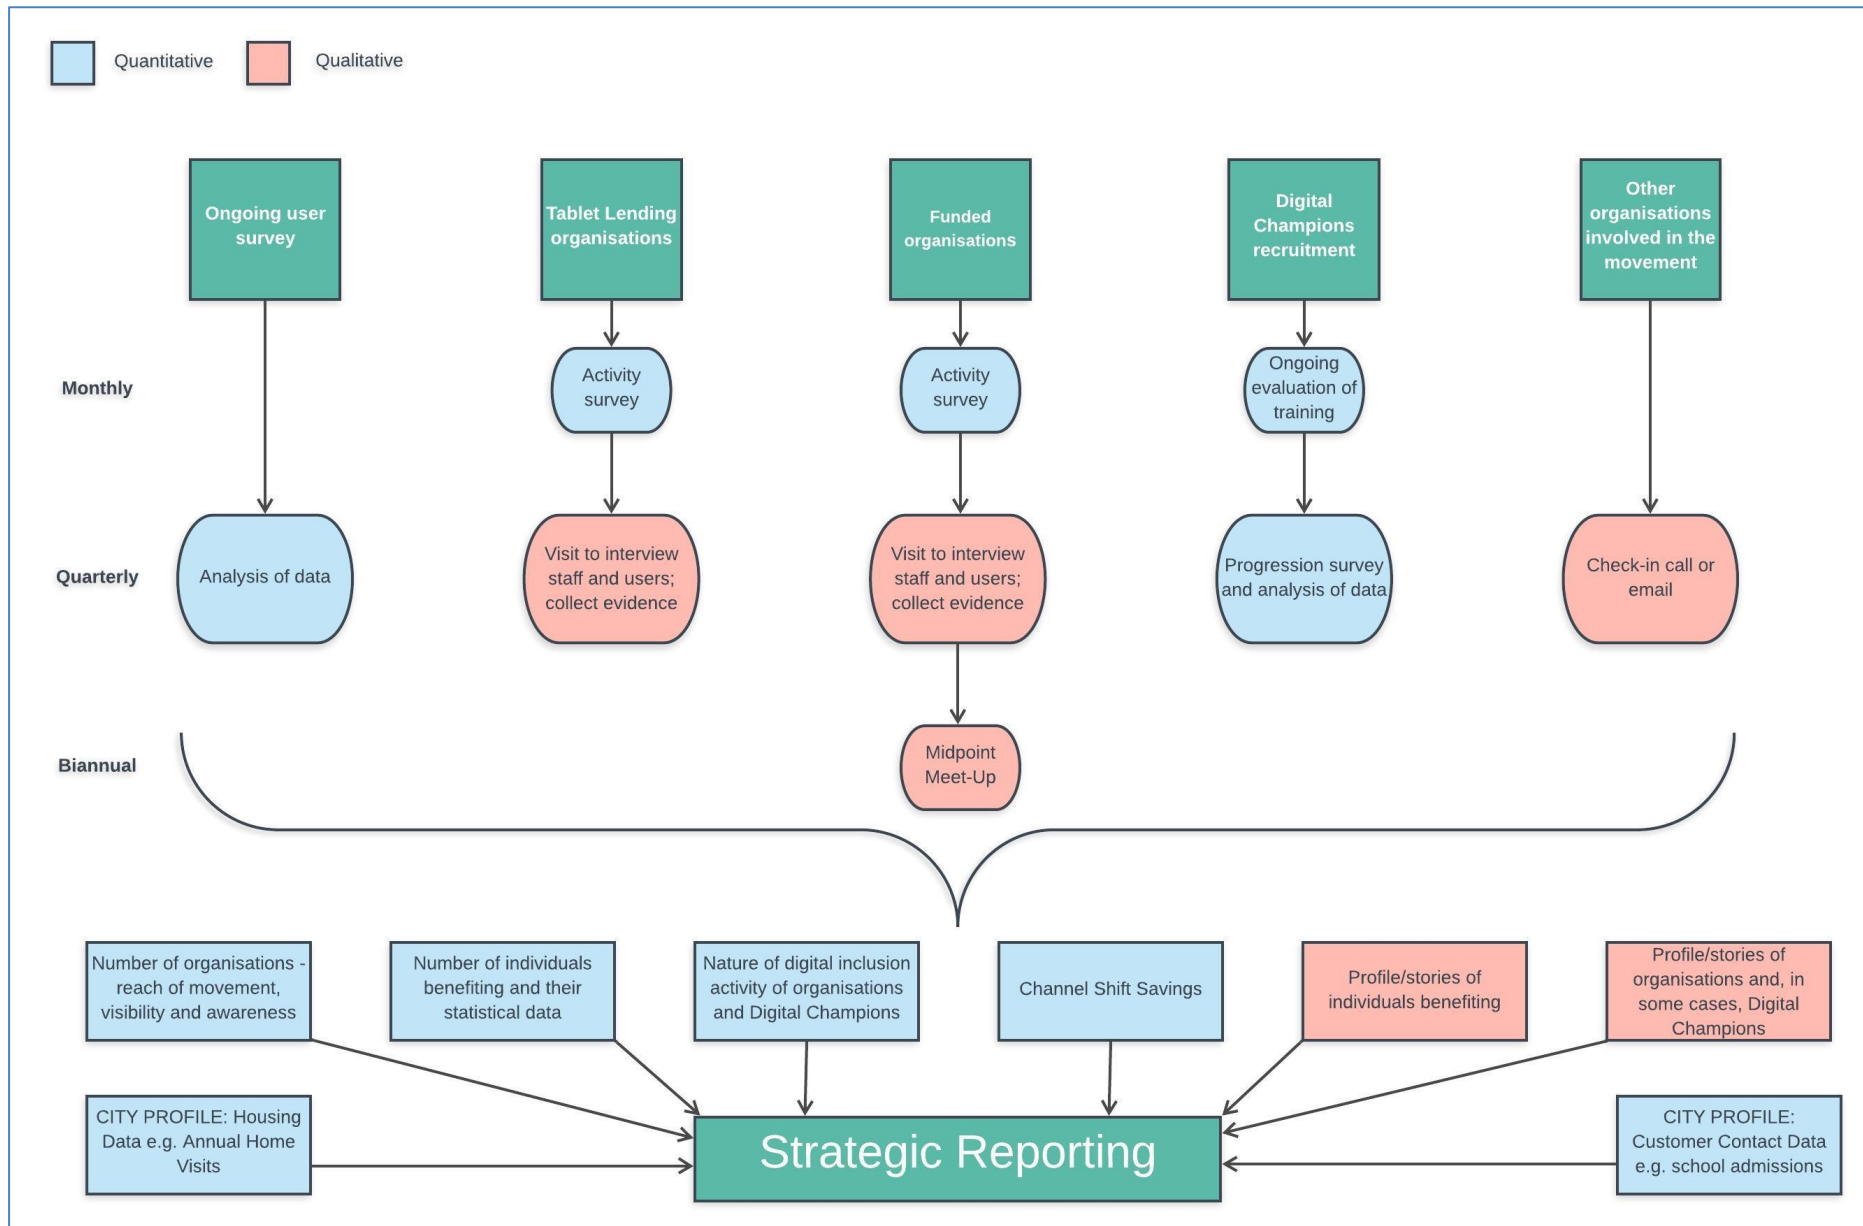 Quantitative
Qualitative
Ongoing user
survey
Tablet Lending
organisations
Funded
organisations
Digital
Champions
recruitment
Other
organisations
involved in the
movement
Monthly
Activity
survey
Activity
survey
Ongoing
evaluation of
training
Quarterly
Analysis of data
Visit to interview
staff and users;
collect evidence
Visit to interview
staff and users;
collect evidence
Progression survey
and analysis of data
Check-in call or
email
Biannual
Midpoint
Meet-Up
Number of organisations -
reach of movement,
visibility and awareness
Number of individuals
benefiting and their
statistical data
Nature of digital inclusion
activity of organisations
and Digital Champions
Channel Shift Savings
Profile/stories of
individuals benefiting
Profile/stories of
organisations and, in
some cases, Digital
Champions
CITY PROFILE: Housing
Data e.g. Annual Home
Visits
Strategic Reporting
CITY PROFILE:
Customer Contact Data
e.g. school admissions